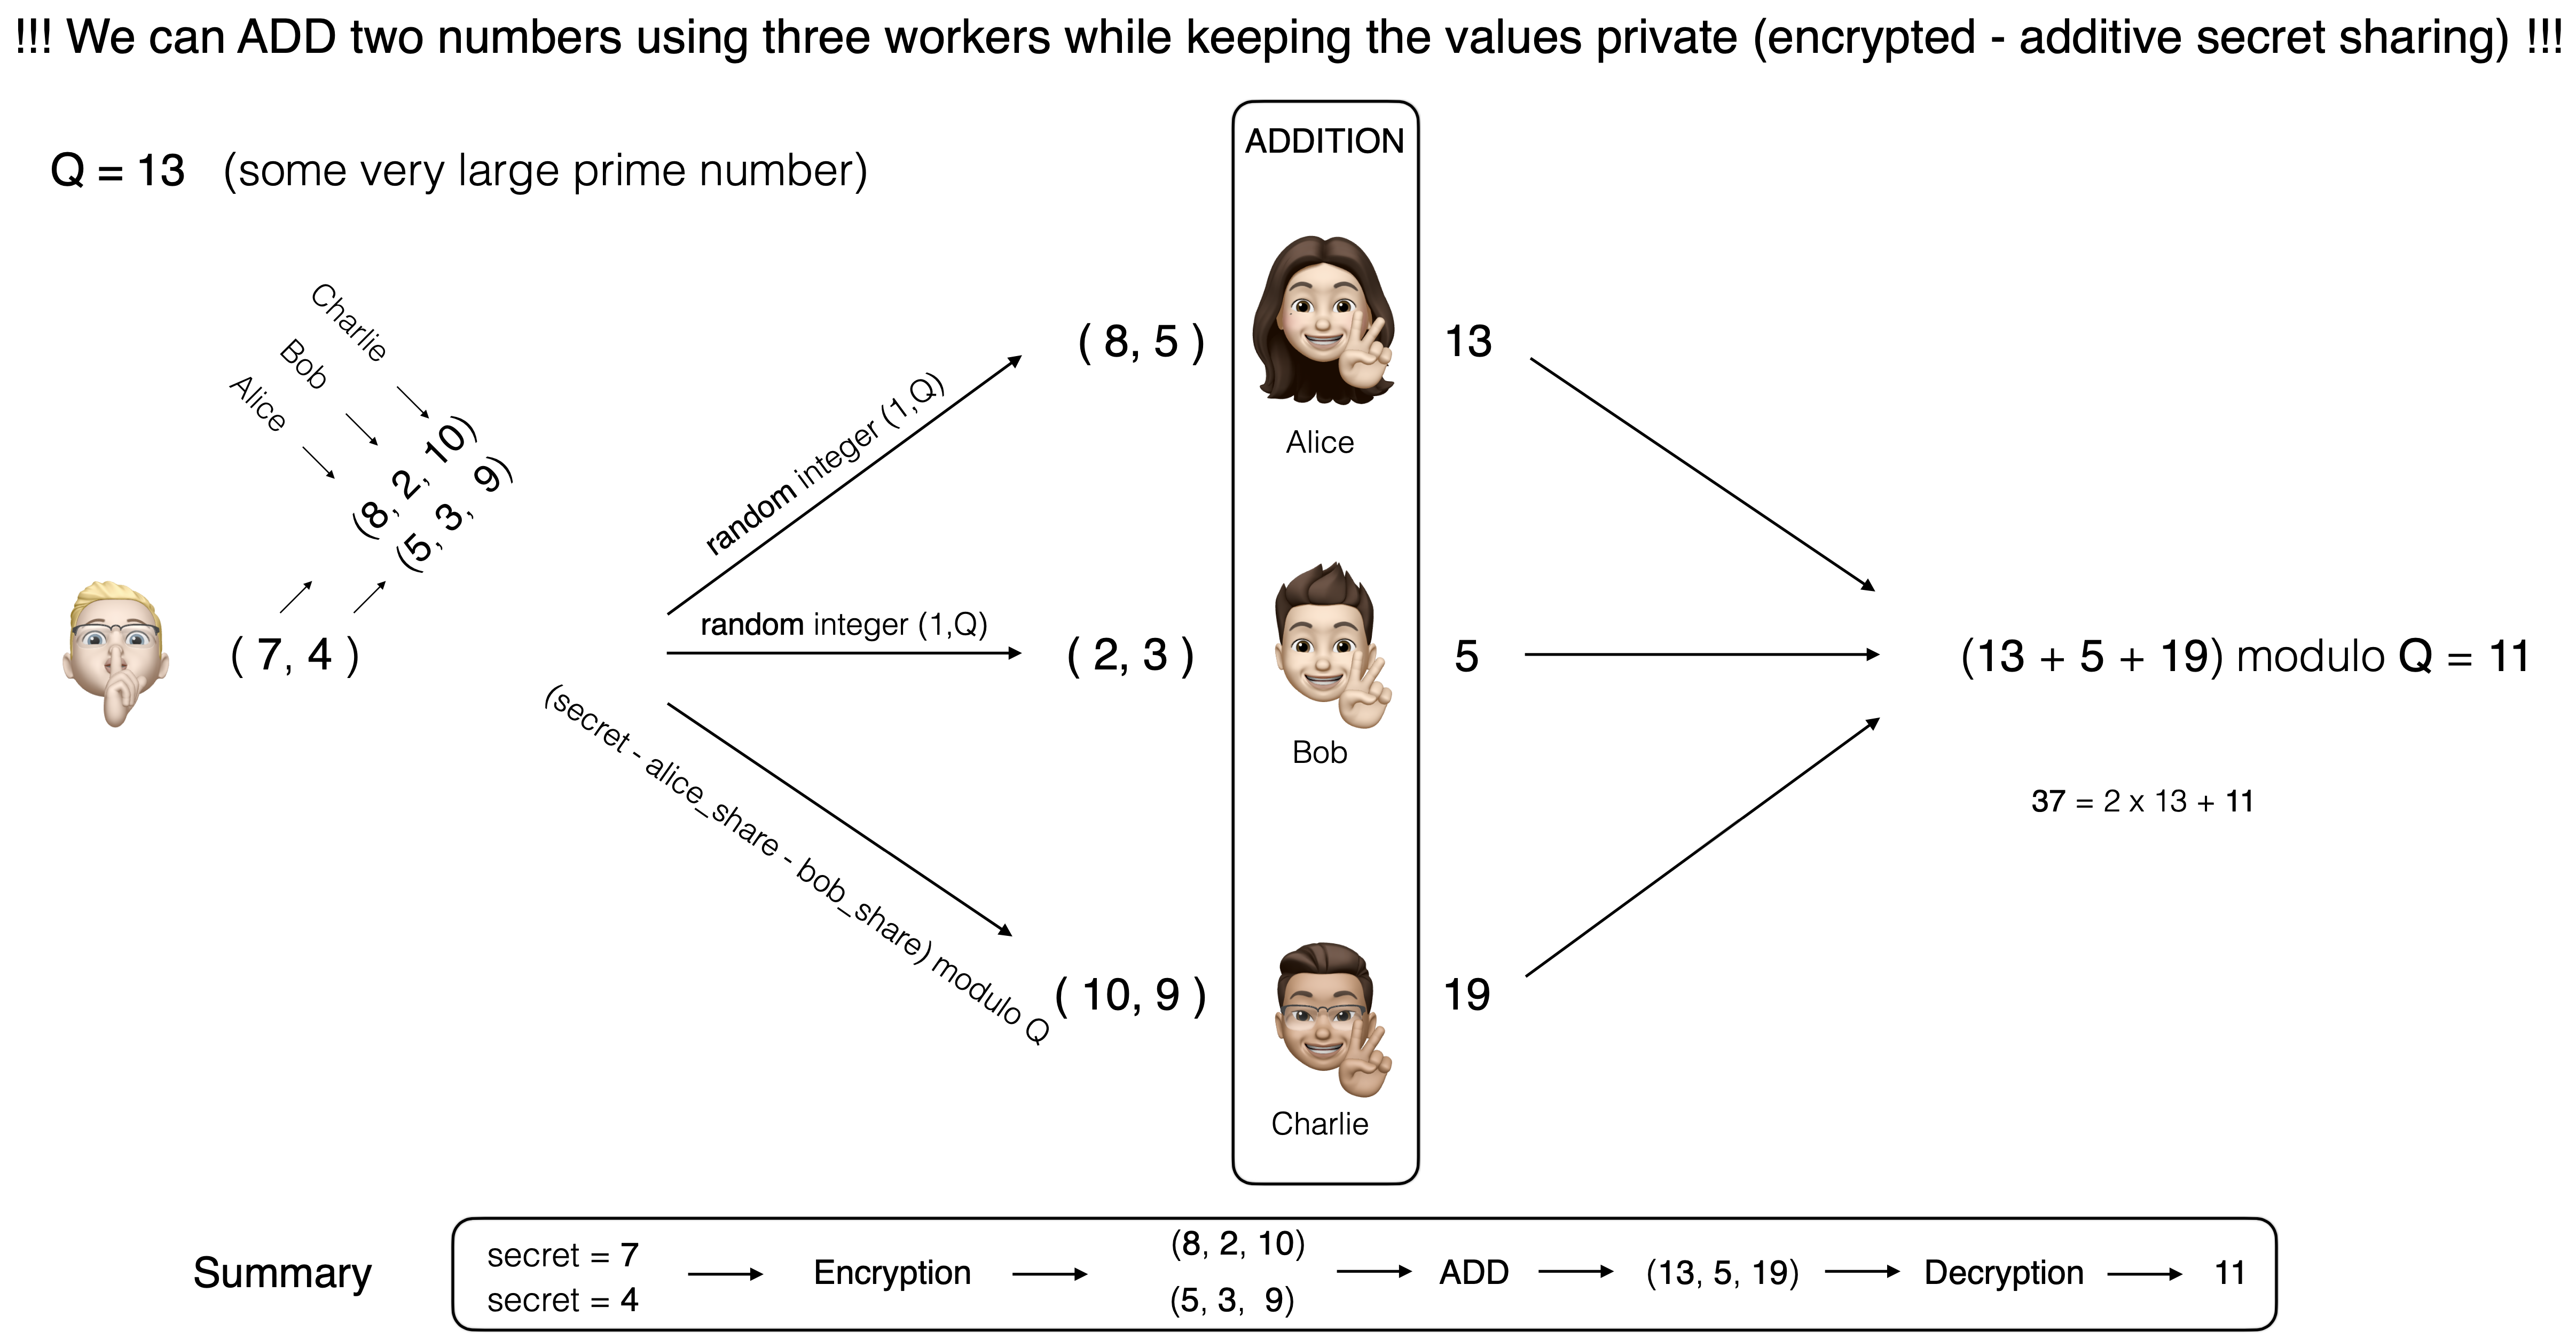 !!! We can ADD two numbers using three workers while keeping the values private (encrypted - additive secret sharing) !!!
Q = 13 (some very large prime number)
Charlie
Bob
Alice
(8, 2, 10)
(5, 3, 9)
( 7, 4 )
random integer (1,Q)
random integer (1,Q)
(secret - alice_share - bob_share) modulo Q
( 8, 5 )
( 2, 3 )
( 10, 9 )
ADDITION
Alice
Bob
Charlie
13
5
19
(13 + 5 + 19) modulo Q = 11
37 = 2 x 13 + 11
Summary
secret = 7
secret = 4
Encryption
(8, 2, 10)
(5, 3, 9)
ADD
(13, 5, 19)
Decryption
11